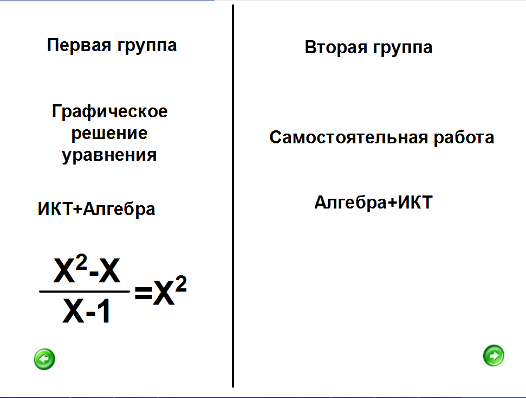 Первая группа
Графическое
решение
уравнения
ИКТ+Алгебра
X²-X
X-1
=X²
Вторая группа
Самостоятельная работа
Алгебра+ИКТ